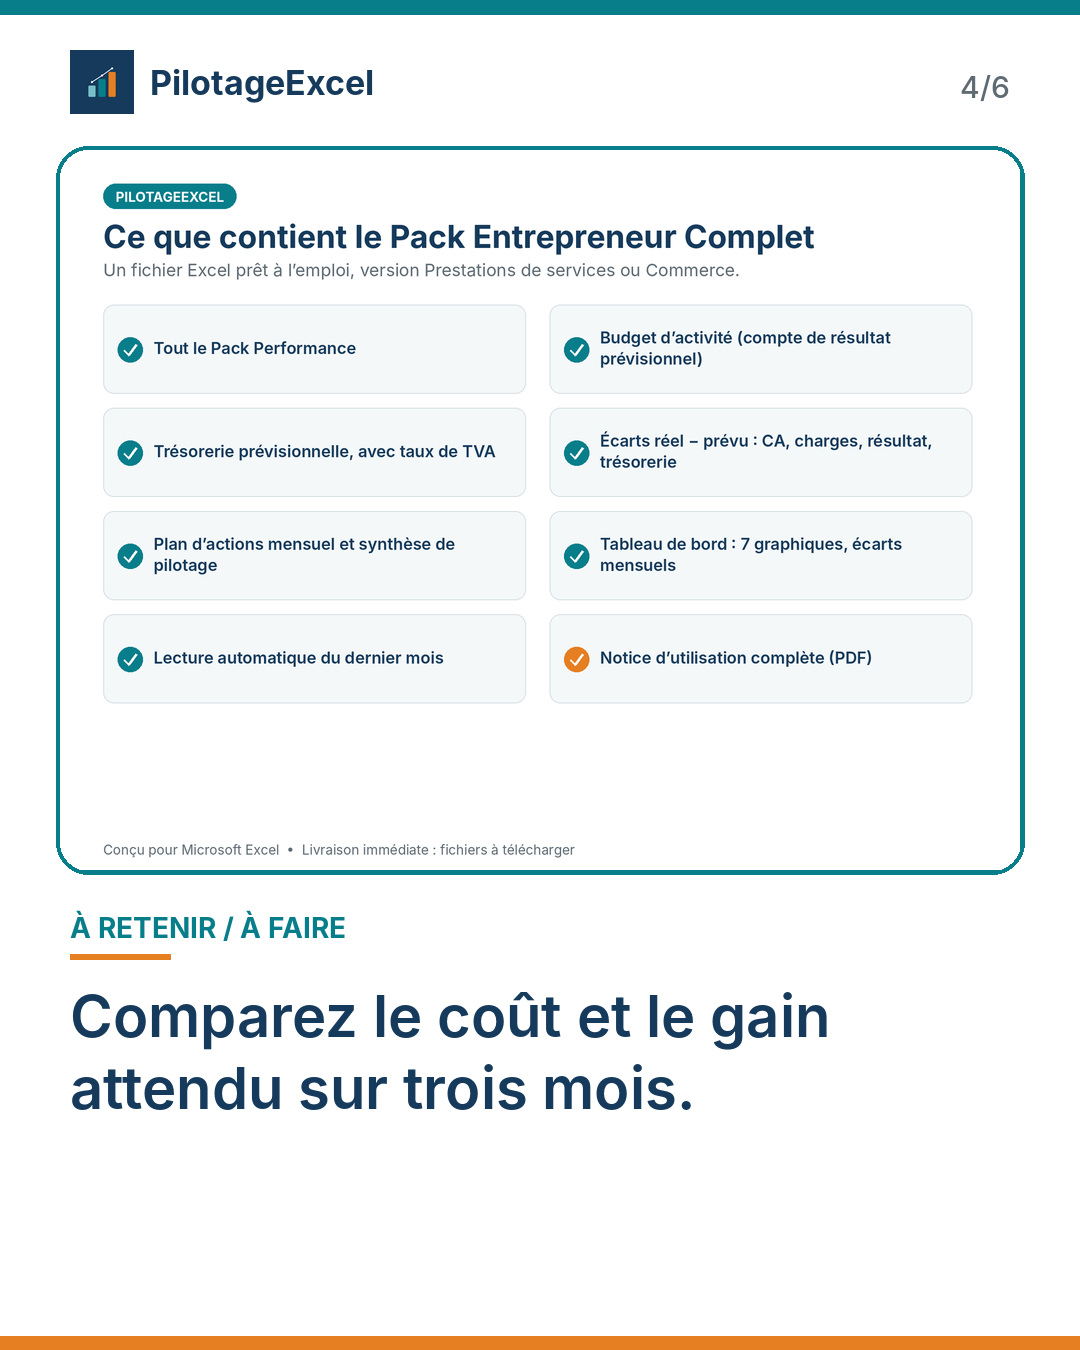 PilotageExcel
4/6
PILOTAGEEXCEL
Ce que contient le Pack Entrepreneur Complet
Un fichier Excel prêt à l’emploi, version Prestations de services ou Commerce.
Tout le Pack Performance
Budget d’activité (compte de résultat
prévisionnel)
Trésorerie prévisionnelle, avec taux de TVA
Écarts réel – prévu : CA, charges, résultat,
trésorerie
Plan d’actions mensuel et synthèse de
pilotage
Tableau de bord : 7 graphiques, écarts
mensuels
Lecture automatique du dernier mois
Notice d’utilisation complète (PDF)
Conçu pour Microsoft Excel • Livraison immédiate : fichiers à télécharger
À RETENIR / À FAIRE
Comparez le coût et le gain
attendu sur trois mois.